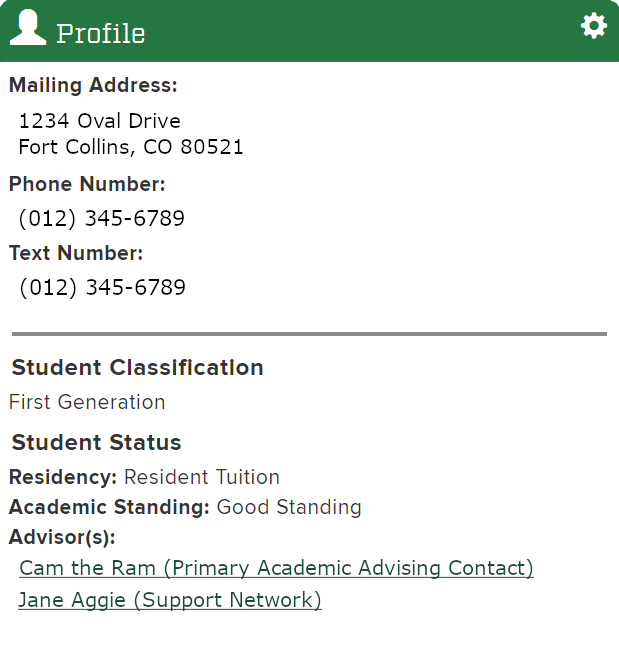 Profile
Mailing Address:
1234 Oval Drive
Fort Collins, CO 80521
Phone Number:
(012) 345-6789
Text Number:
(012) 345-6789
Student Classification
First Generation
Student Status
Residency: Resident Tuition
Academic Standing: Good Standing
Advisor(s):
Cam the Ram (Primary Academic Advising Contact)
Jane Aggie (Support Network)